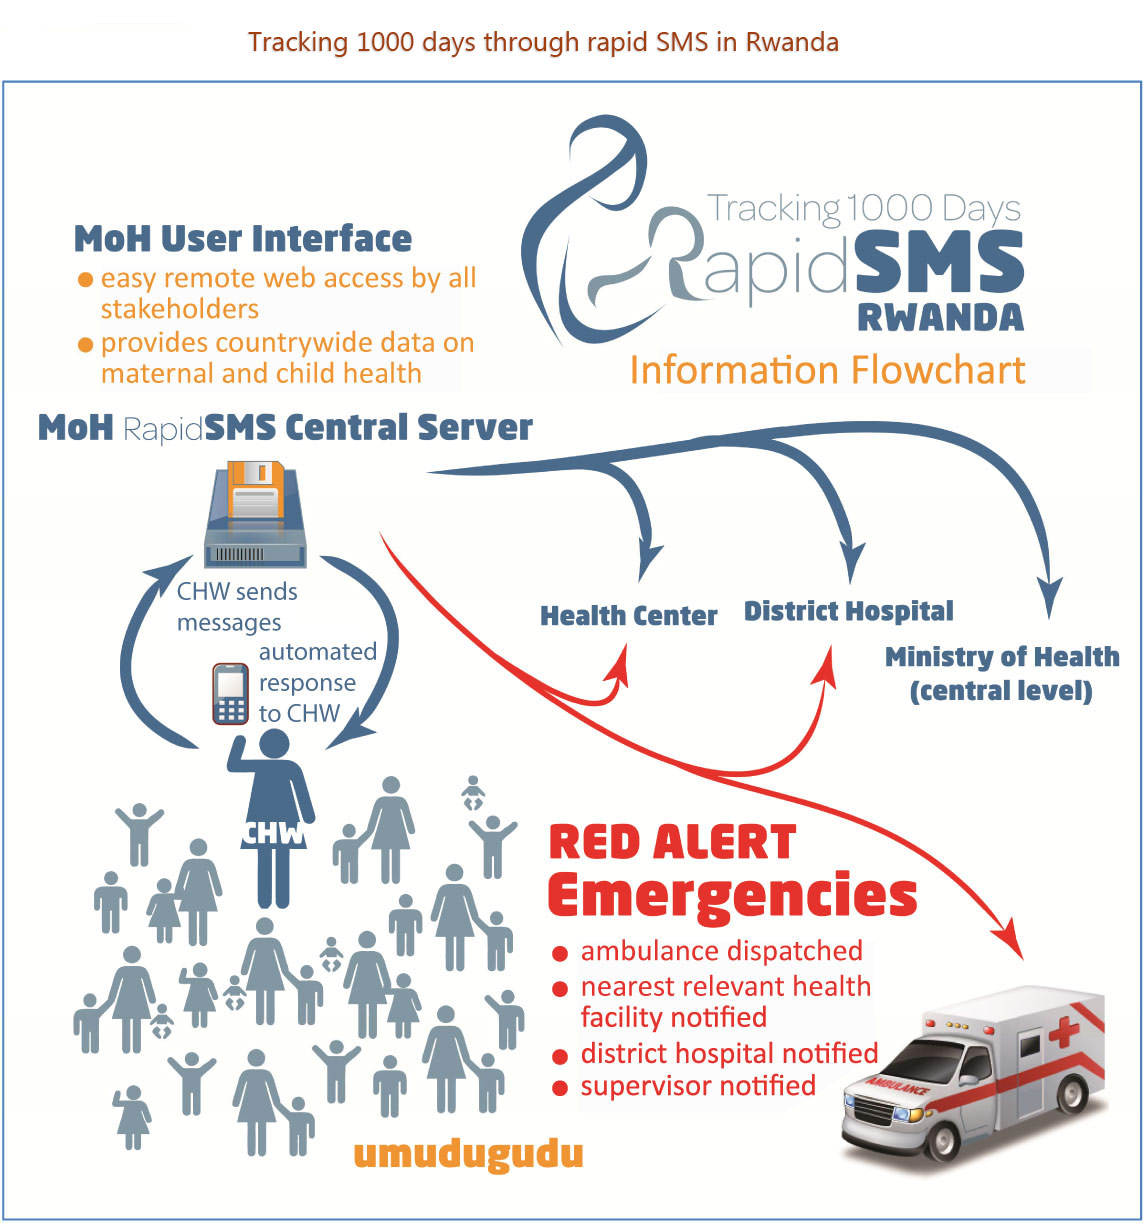 Tracking 1000 days through rapid SMS in Rwanda
Tracking 1000 Days
RapidSMS
RWANDA
Information Flowchart
MoH User Interface
easy remote web access by all
stakeholders
provides countrywide data on
maternal and child health
MoH RapidSMS Central Server
CHW sends
messages
automated
response
to CHW
CHW
Health Center
District Hospital
Ministry of Health
(central level)
RED ALERT
Emergencies
ambulance dispatched
nearest relevant health
facility notified
district hospital notified
supervisor notified
AMBULANCE
umudugudu